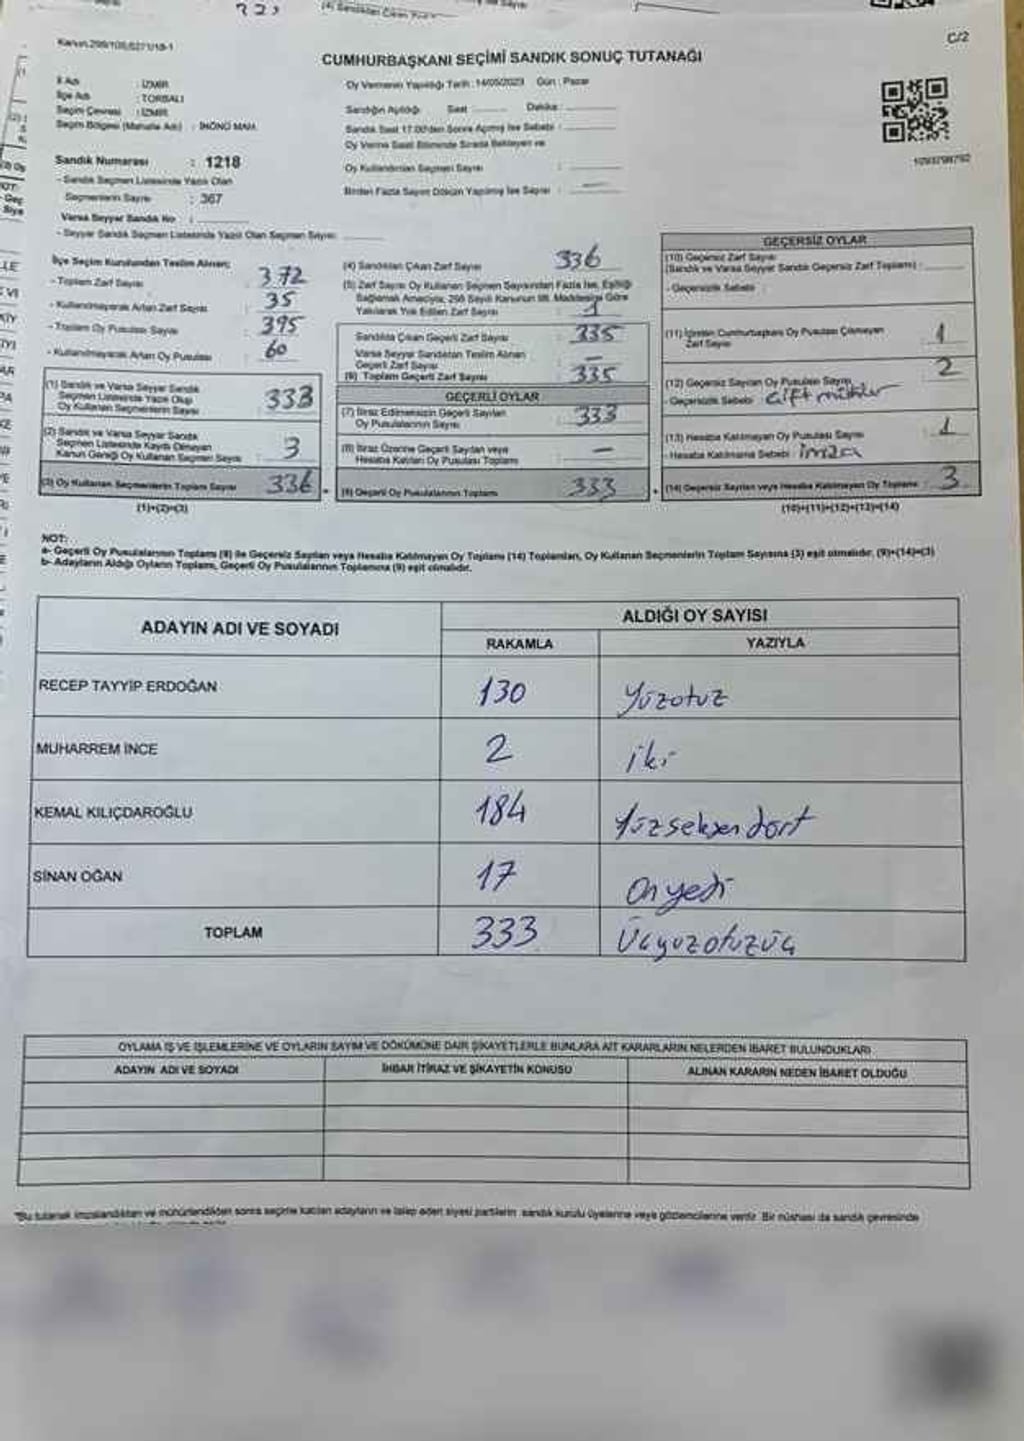 Kanun:298/105,6271/18-1
C/2
CUMHURBAŞKANI SEÇİMİ SANDIK SONUÇ TUTANAĞI
İl Adı : İZMİR
İlçe Adı : TORBALI
Seçim Çevresi : İZMİR
Seçim Bölgesi (Mahalle Adı) : İNÖNÜ MAH.
Oy Vermenin Yapıldığı Tarih : 14/05/2023 Gün : Pazar
Sandığın Açıldığı Saat Dakika :
Sandık Saat 17:00'den Sonra Açılmış İse Sebebi :
Oy Verme Saati Bitiminde Sırada Bekleyen ve
Oy Kullandırılan Seçmen Sayısı :
Birden Fazla Sayım Döküm Yapılmış İse Sayısı : —
Sandık Numarası : 1218
- Sandık Seçmen Listesinde Yazılı Olan
Seçmenlerin Sayısı : 367
Varsa Seyyar Sandık No :
- Seyyar Sandık Seçmen Listesinde Yazılı Olan Seçmen Sayısı:
İlçe Seçim Kurulundan Teslim Alınan;
- Toplam Zarf Sayısı : 372
- Kullanılmayarak Artan Zarf Sayısı : 35
- Toplam Oy Pusulası Sayısı : 395
- Kullanılmayarak Artan Oy Pusulası : 60
(1) Sandık ve Varsa Seyyar Sandık
Seçmen Listesinde Yazılı Olup
Oy Kullanan Seçmenlerin Sayısı : 333
(2) Sandık ve Varsa Seyyar Sandık
Seçmen Listesinde Kaydı Olmayan
Kanun Gereği Oy Kullanan Seçmen Sayısı : 3
(3) Oy Kullanan Seçmenlerin Toplam Sayısı 336
(1)+(2)=(3)
(4) Sandıktan Çıkan Zarf Sayısı : 336
(5) Zarf Sayısı Oy Kullanan Seçmen Sayısından Fazla İse, Eşitliği
Sağlamak Amacıyla, 298 Sayılı Kanunun 98. Maddesine Göre
Yakılarak Yok Edilen Zarf Sayısı : 1
Sandıkta Çıkan Geçerli Zarf Sayısı : 335
Varsa Seyyar Sandıktan Teslim Alınan
Geçerli Zarf Sayısı : —
(6) Toplam Geçerli Zarf Sayısı : 335
GEÇERLİ OYLAR
(7) İtiraz Edilmeksizin Geçerli Sayılan
Oy Pusulalarının Sayısı : 333
(8) İtiraz Üzerine Geçerli Sayılan veya
Hesaba Katılan Oy Pusulası Toplamı : —
(9) Geçerli Oy Pusulalarının Toplamı : 333
GEÇERSİZ OYLAR
(10) Geçersiz Zarf Sayısı
(Sandık ve Varsa Seyyar Sandık Geçersiz Zarf Toplamı) :
- Geçersizlik Sebebi :
(11) İçinden Cumhurbaşkanı Oy Pusulası Çıkmayan
Zarf Sayısı : 1
(12) Geçersiz Sayılan Oy Pusulası Sayısı : 2
- Geçersizlik Sebebi : çift mühür
(13) Hesaba Katılmayan Oy Pusulası Sayısı : 1
- Hesaba Katılmama Sebebi : imza
(14) Geçersiz Sayılan veya Hesaba Katılmayan Oy Toplamı : 3
(10)+(11)+(12)+(13)=(14)
NOT:
a- Geçerli Oy Pusulalarının Toplamı (9) ile Geçersiz Sayılan veya Hesaba Katılmayan Oy Toplamı (14) Toplamları, Oy Kullanan Seçmenlerin Toplam Sayısına (3) eşit olmalıdır. (9)+(14)=(3)
b- Adayların Aldığı Oyların Toplamı, Geçerli Oy Pusulalarının Toplamına (9) eşit olmalıdır.
ADAYIN ADI VE SOYADI
ALDIĞI OY SAYISI
RAKAMLA YAZIYLA
RECEP TAYYİP ERDOĞAN 130 Yüzotuz
MUHARREM İNCE 2 iki
KEMAL KILIÇDAROĞLU 184 Yüzseksendört
SİNAN OĞAN 17 Onyedi
TOPLAM 333 Üçyüzotuzüç
OYLAMA İŞ VE İŞLEMLERİNE VE OYLARIN SAYIM VE DÖKÜMÜNE DAİR ŞİKAYETLERLE BUNLARA AİT KARARLARIN NELERDEN İBARET BULUNDUKLARI
ADAYIN ADI VE SOYADI İHBAR İTİRAZ VE ŞİKAYETİN KONUSU ALINAN KARARIN NEDEN İBARET OLDUĞU
*Bu tutanak imzalandıktan ve mühürlendikten sonra seçime katılan adayların ve talep eden siyasi partilerin sandık kurulu üyelerine veya gözlemcilerine verilir. Bir nüshası da sandık çevresinde